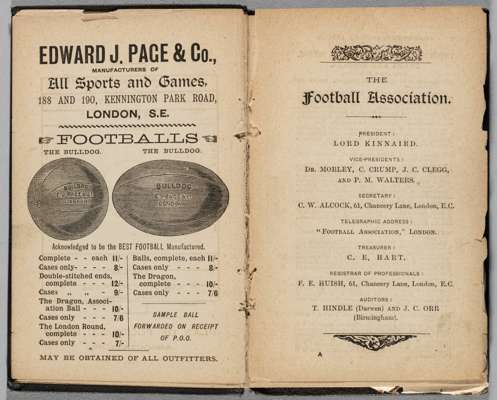 EDWARD J. PAGE & Co.,
MANUFACTURERS OF
All Sports and Games,
188 AND 190, KENNINGTON PARK ROAD,
LONDON, S.E.
FOOTBALLS
THE BULLDOG. THE BULLDOG.
BULLDOG
BULLDOG
Acknowledged to be the BEST FOOTBALL Manufactured.
Complete - - each 11/-
Cases only - - - 8/-
Double-stitched ends,
complete - - - - 12/-
Cases „ „ - 9/-
The Dragon, Associ-
ation Ball - - - 10/-
Cases only - - - 7/6
The London Round,
complete - - - - 10/-
Cases only - - - 7/-
Balls, complete, each 11/-
Cases only - - - 8/-
The Dragon,
complete - - - 10/-
Cases only - - - 7/6
SAMPLE BALL
FORWARDED ON RECEIPT
OF P.O.O.
MAY BE OBTAINED OF ALL OUTFITTERS.
THE
Football Association.
PRESIDENT:
LORD KINNAIRD.
VICE-PRESIDENTS:
DR. MORLEY, C. CRUMP, J. C. CLEGG,
AND P. M. WALTERS.
SECRETARY:
C. W. ALCOCK, 61, Chancery Lane, London, E.C.
TELEGRAPHIC ADDRESS:
"FOOTBALL ASSOCIATION," LONDON.
TREASURER:
C. E. HART.
REGISTRAR OF PROFESSIONALS:
F. E. HUISH, 61, Chancery Lane, London, E.C.
AUDITORS:
T. HINDLE (Darwen) AND J. C. ORR
(Birmingham).
A